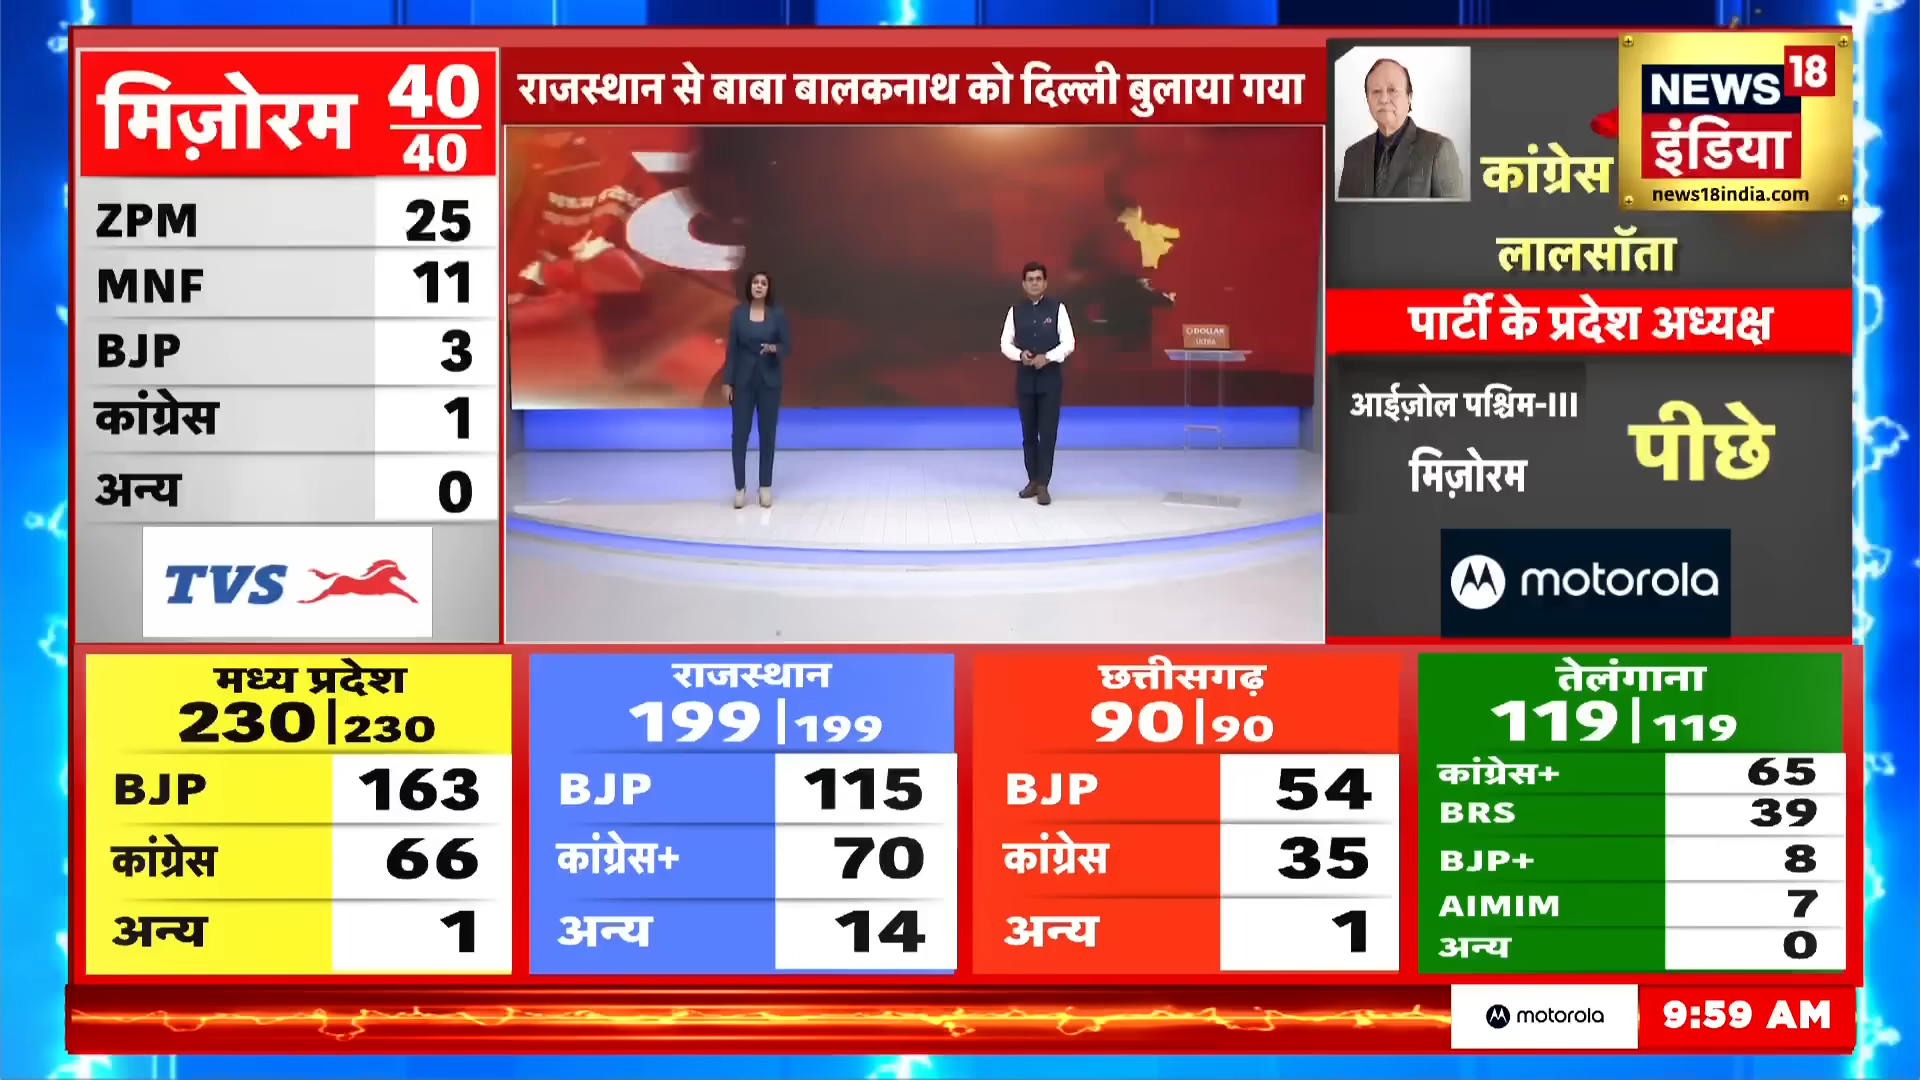 मिज़ोरम 40
40
ZPM 25
MNF 11
BJP 3
कांग्रेस 1
अन्य 0
TVS
राजस्थान से बाबा बालकनाथ को दिल्ली बुलाया गया
DOLLAR
ULTRA
कांग्रेस
लालसॉता
पार्टी के प्रदेश अध्यक्ष
आईज़ोल पश्चिम-III
मिज़ोरम
पीछे
motorola
NEWS 18
इंडिया
news18india.com
मध्य प्रदेश
230|230
BJP 163
कांग्रेस 66
अन्य 1
राजस्थान
199|199
BJP 115
कांग्रेस+ 70
अन्य 14
छत्तीसगढ़
90|90
BJP 54
कांग्रेस 35
अन्य 1
तेलंगाना
119|119
कांग्रेस+ 65
BRS 39
BJP+ 8
AIMIM 7
अन्य 0
motorola
9:59 AM